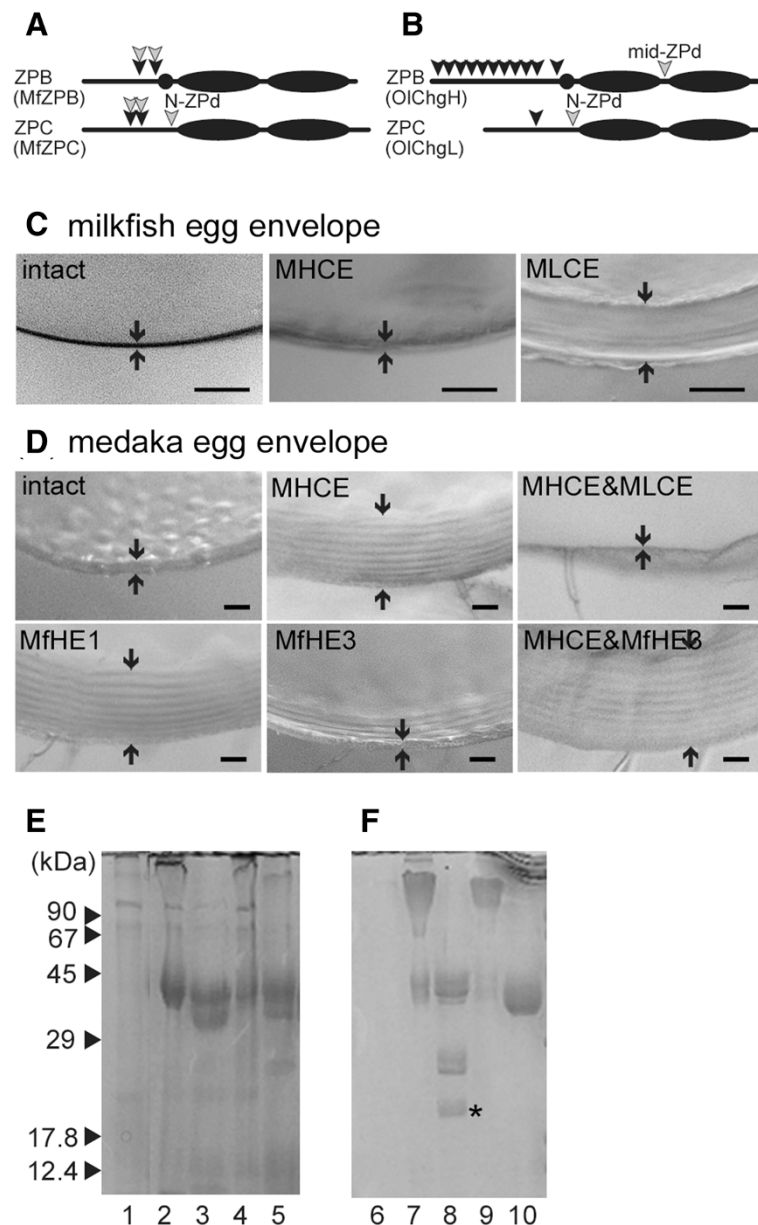 A
ZPB
(MfZPB)
N-ZPd
ZPC
(MfZPC)
B
mid-ZPd
ZPB
(OlChgH)
N-ZPd
ZPC
(OlChgL)
C milkfish egg envelope
intact
MHCE
MLCE
D medaka egg envelope
intact
MHCE
MHCE&MLCE
MfHE1
MfHE3
MHCE&MfHE3
E
F
(kDa)
90
67
45
29
17.8
12.4
*
1 2 3 4 5
6 7 8 9 10